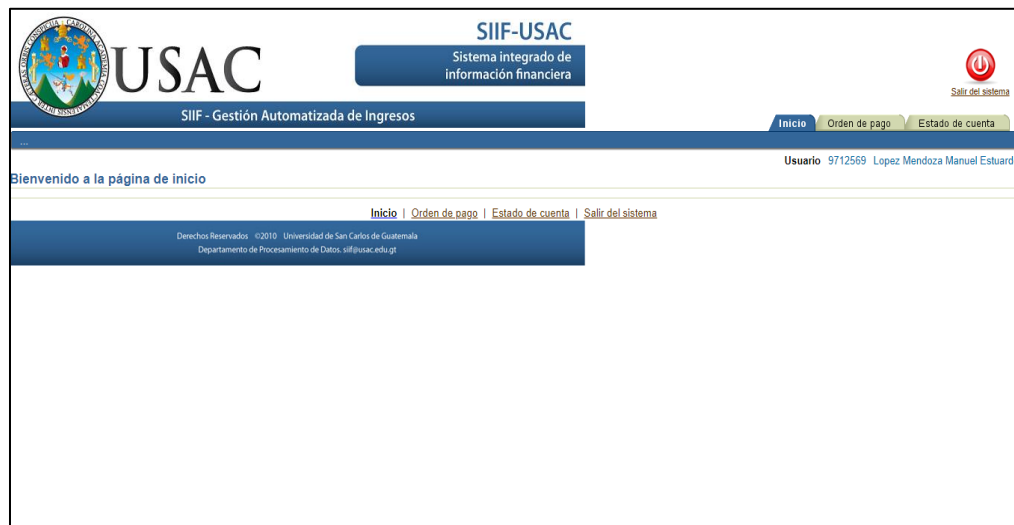 SIIF-USAC
USAC
Sistema integrado de
información financiera
Salir del sistema
SIIF - Gestión Automatizada de Ingresos
Inicio Orden de pago Estado de cuenta
...
Usuario 9712569 Lopez Mendoza Manuel Estuard
Bienvenido a la página de inicio
Inicio | Orden de pago | Estado de cuenta | Salir del sistema
Derechos Reservados ©2010 Universidad de San Carlos de Guatemala
Departamento de Procesamiento de Datos. siif@usac.edu.gt